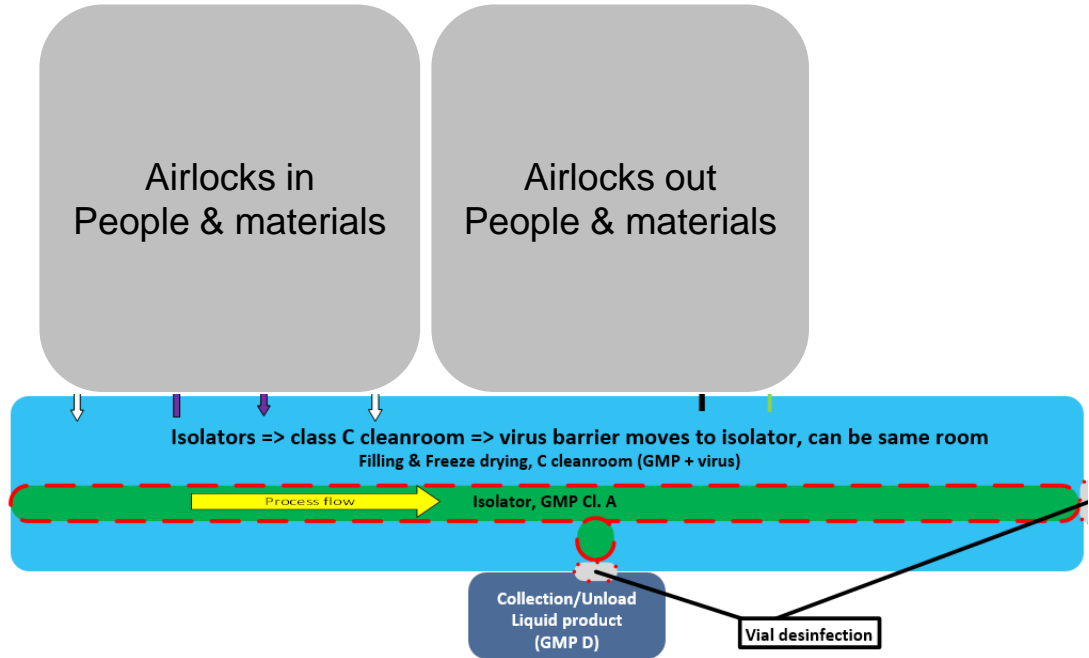 Airlocks in
People & materials
Airlocks out
People & materials
Isolators => class C cleanroom => virus barrier moves to isolator, can be same room
Filling & Freeze drying, C cleanroom (GMP + virus)
Process flow
Isolator, GMP Cl. A
Collection/Unload
Liquid product
(GMP D)
Vial desinfection